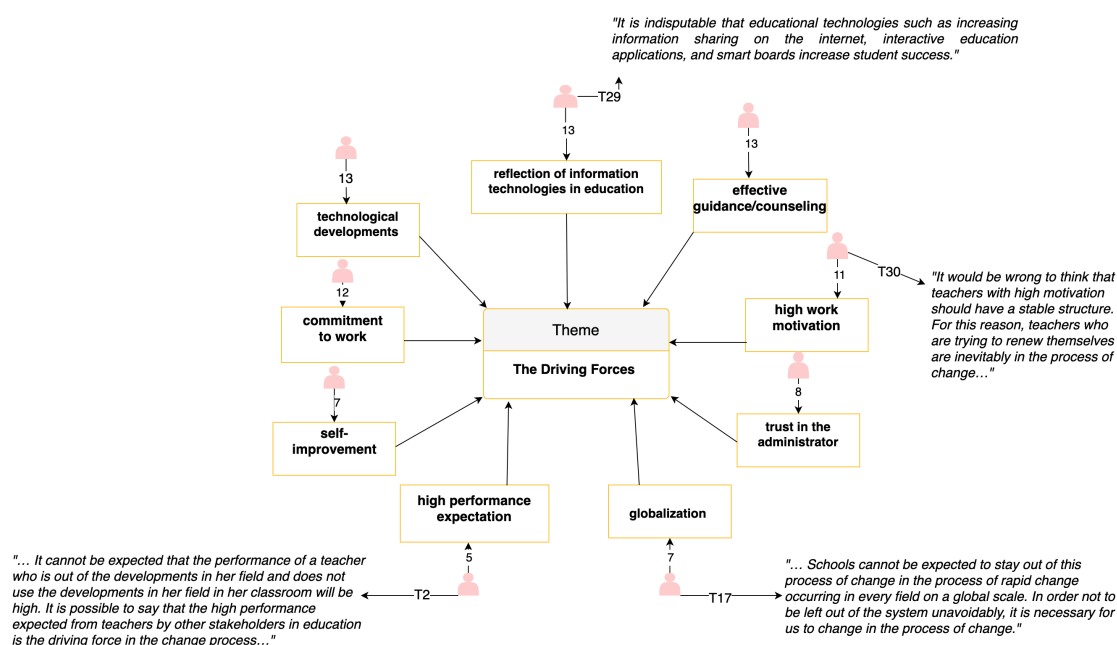 "It is indisputable that educational technologies such as increasing
information sharing on the internet, interactive education
applications, and smart boards increase student success."
T29
13
reflection of information
technologies in education
13
effective
guidance/counseling
13
technological
developments
12
commitment
to work
11
T30
high work
motivation
"It would be wrong to think that
teachers with high motivation
should have a stable structure.
For this reason, teachers who
are trying to renew themselves
are inevitably in the process of
change…"
Theme
The Driving Forces
7
self-
improvement
8
trust in the
administrator
high performance
expectation
5
T2
"… It cannot be expected that the performance of a teacher
who is out of the developments in her field and does not
use the developments in her field in her classroom will be
high. It is possible to say that the high performance
expected from teachers by other stakeholders in education
is the driving force in the change process…"
globalization
7
T17
"… Schools cannot be expected to stay out of this
process of change in the process of rapid change
occurring in every field on a global scale. In order not to
be left out of the system unavoidably, it is necessary for
us to change in the process of change."